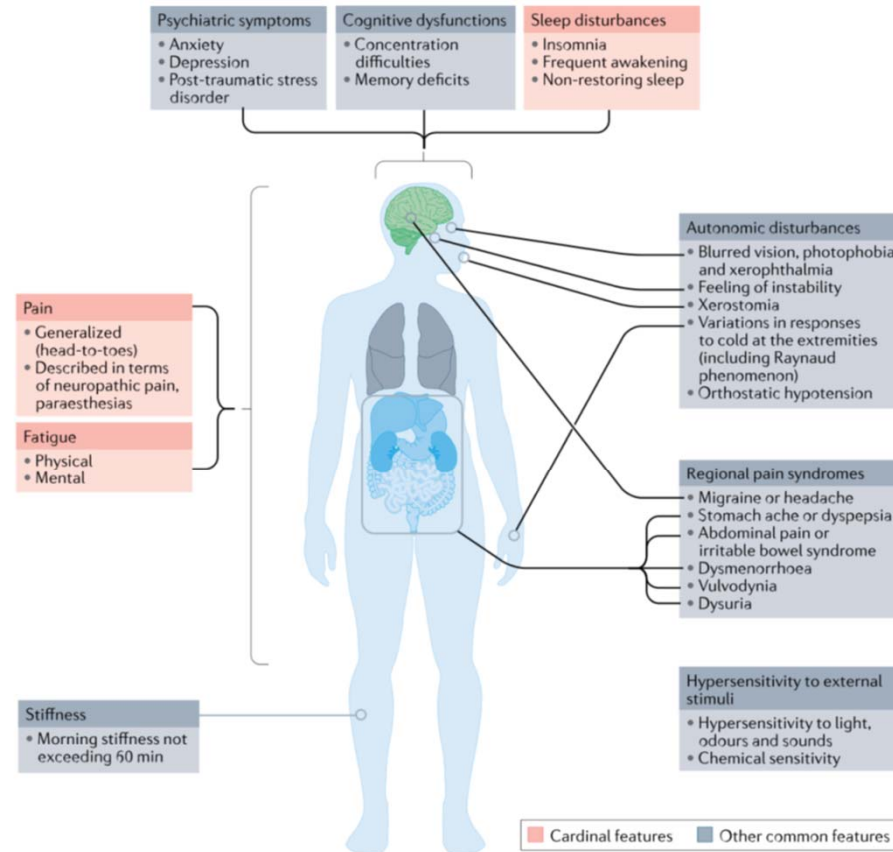 Psychiatric symptoms
• Anxiety
• Depression
• Post-traumatic stress
disorder
Cognitive dysfunctions
• Concentration
difficulties
• Memory deficits
Sleep disturbances
• Insomnia
• Frequent awakening
• Non-restoring sleep
Pain
• Generalized
(head-to-toes)
• Described in terms
of neuropathic pain,
paraesthesias
Fatigue
• Physical
• Mental
Stiffness
• Morning stiffness not
exceeding 60 min
Autonomic disturbances
• Blurred vision, photophobia
and xerophthalmia
• Feeling of instability
• Xerostomia
• Variations in responses
to cold at the extremities
(including Raynaud
phenomenon)
• Orthostatic hypotension
Regional pain syndromes
• Migraine or headache
• Stomach ache or dyspepsia
• Abdominal pain or
irritable bowel syndrome
• Dysmenorrhoea
• Vulvodynia
• Dysuria
Hypersensitivity to external
stimuli
• Hypersensitivity to light,
odours and sounds
• Chemical sensitivity
Cardinal features
Other common features